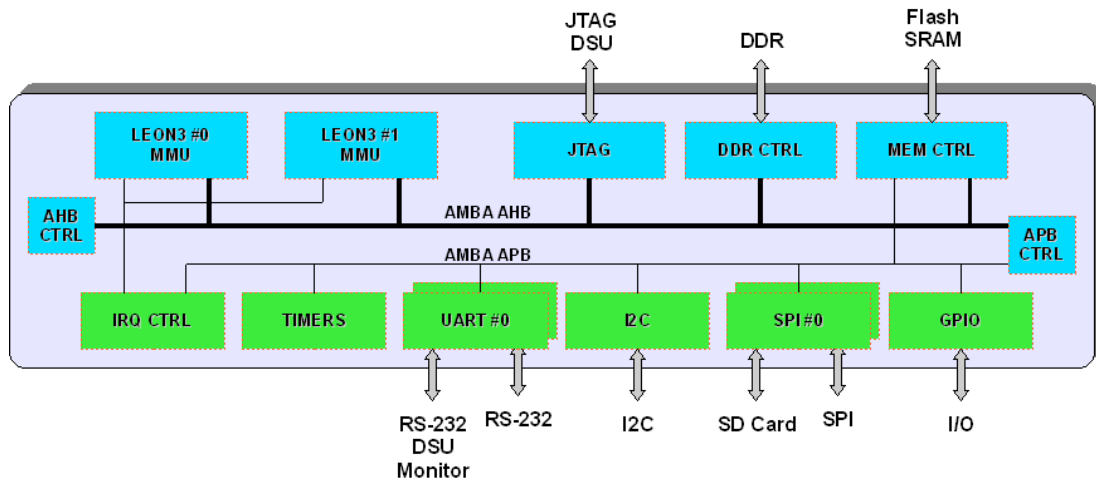 JTAG
DSU
DDR
Flash
SRAM
LEON3 #0
MMU
LEON3 #1
MMU
JTAG
DDR CTRL
MEM CTRL
AHB
CTRL
AMBA AHB
APB
CTRL
AMBA APB
IRQ CTRL
TIMERS
UART #0
I2C
SPI #0
GPIO
RS-232
DSU
Monitor
RS-232
I2C
SD Card
SPI
I/O